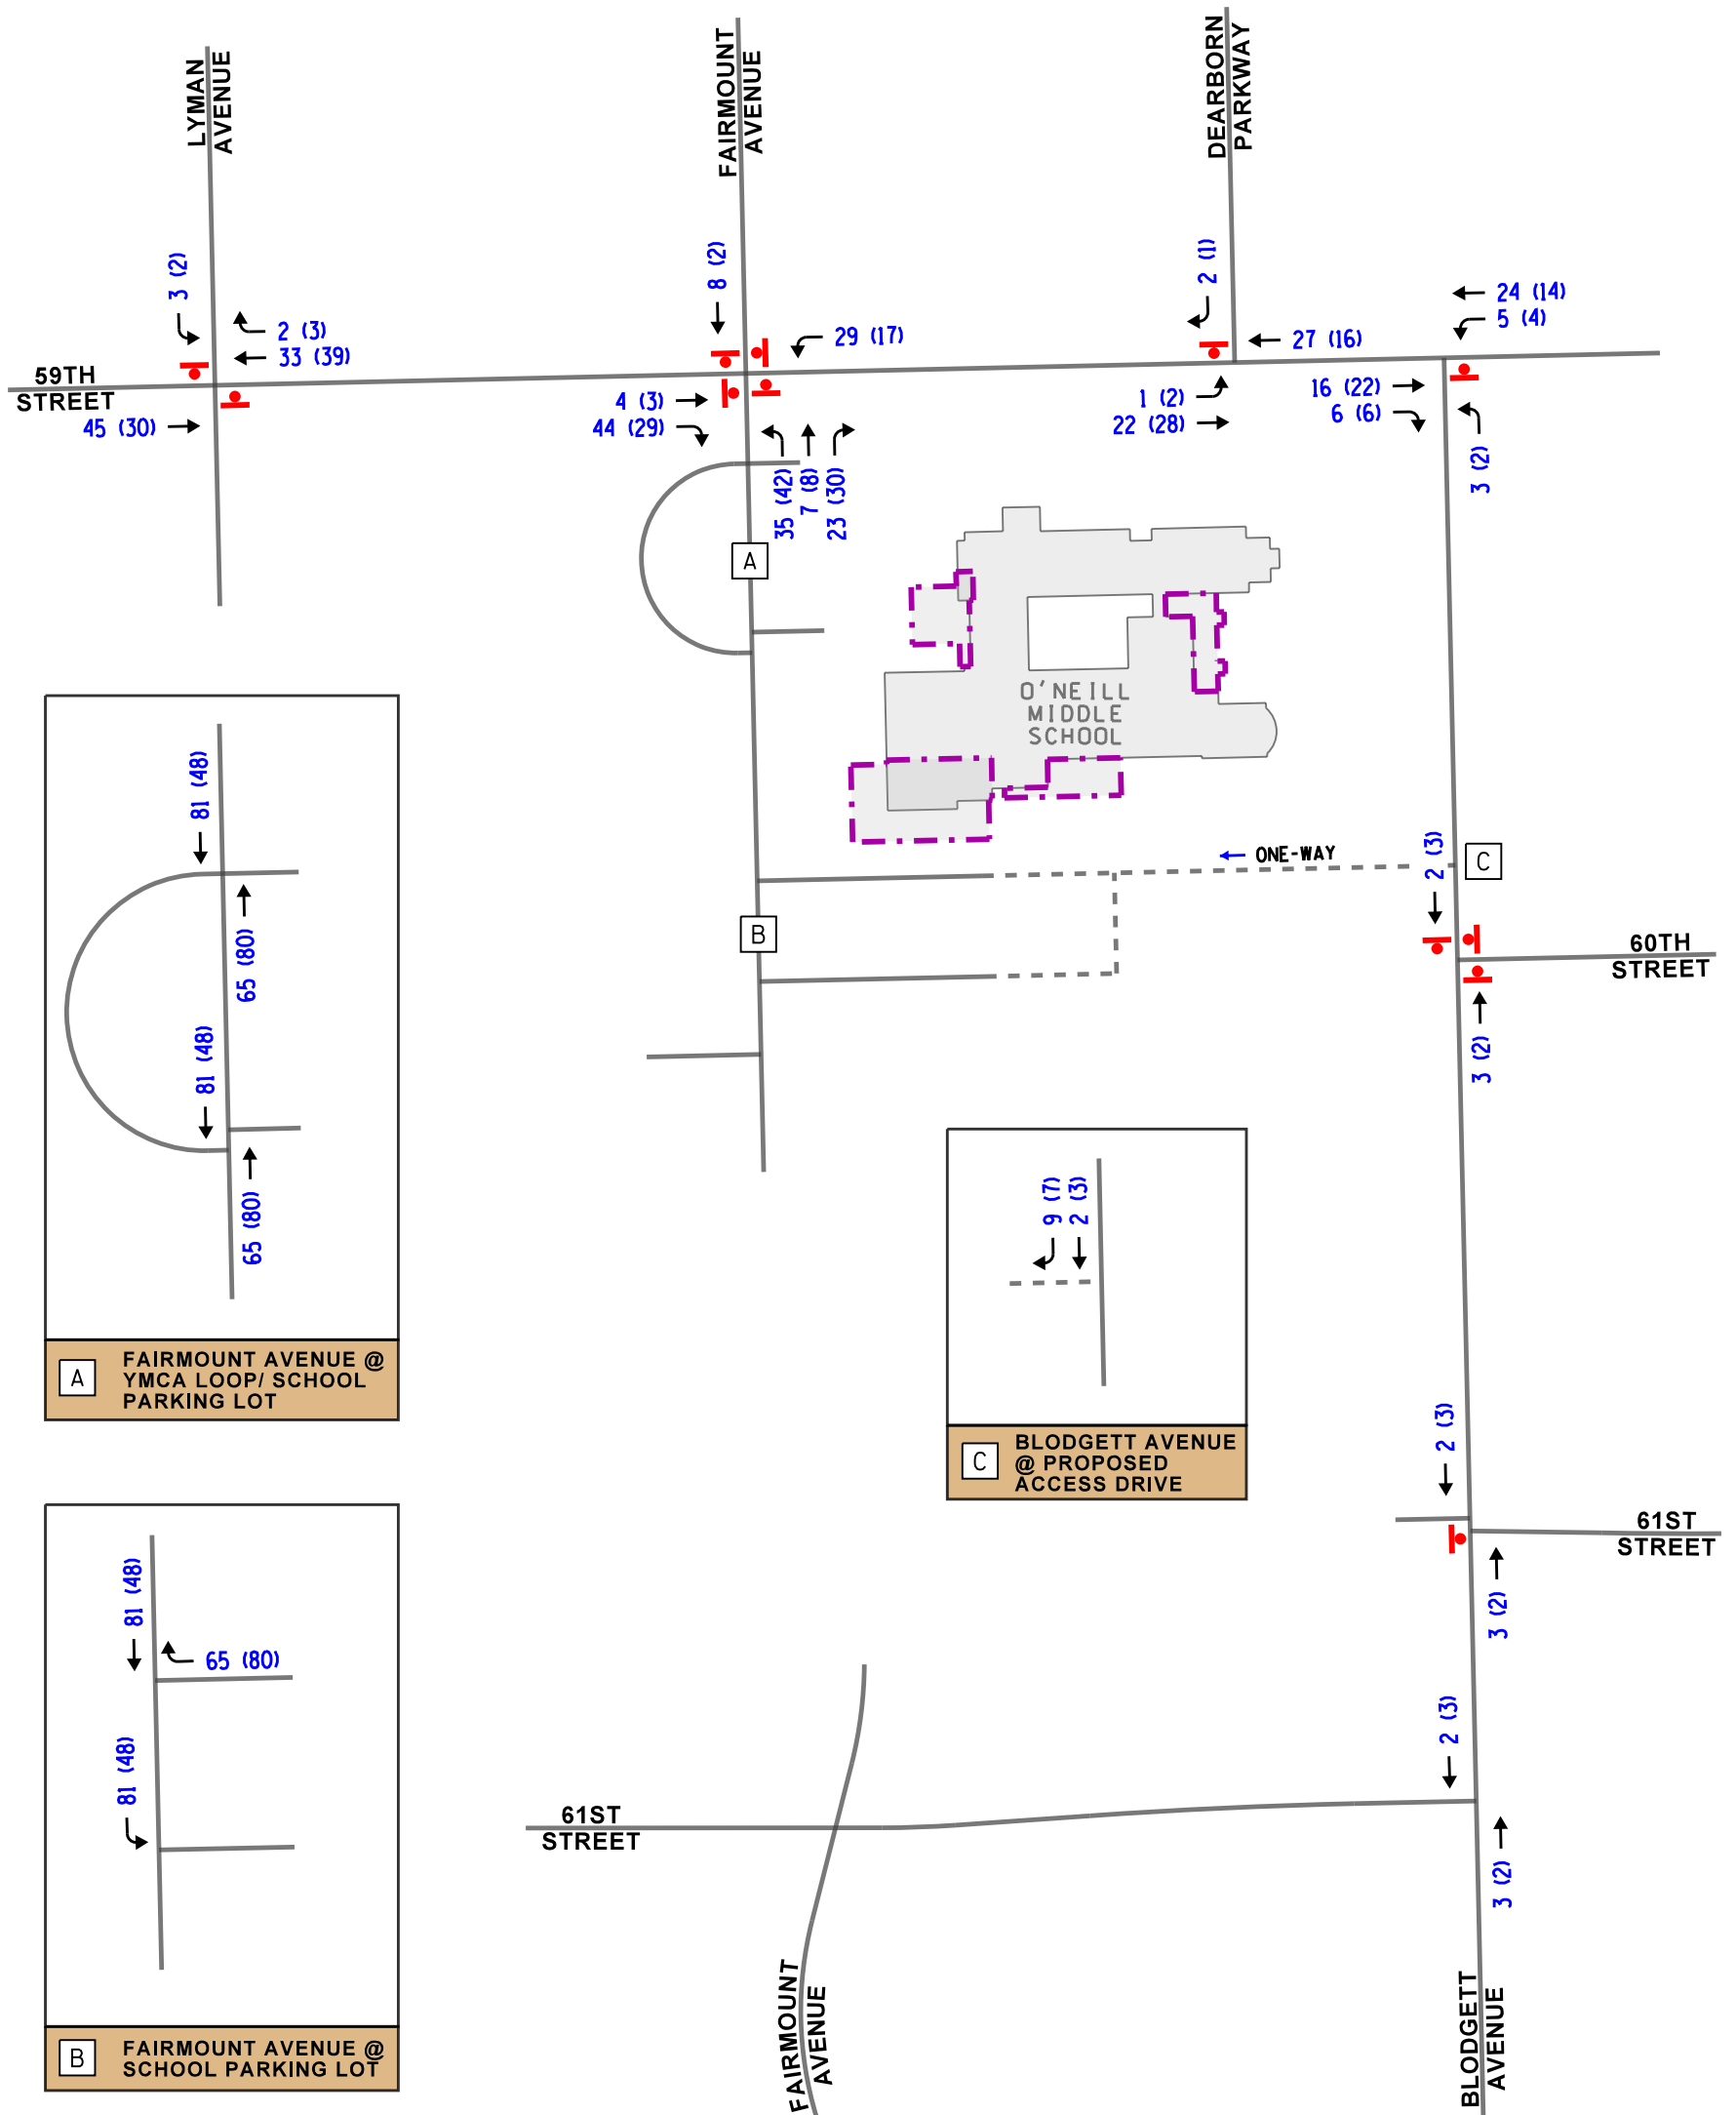 LYMAN
AVENUE
FAIRMOUNT
AVENUE
DEARBORN
PARKWAY
3 (2)
2 (3)
33 (39)
59TH
STREET
45 (30)
8 (2)
29 (17)
4 (3)
44 (29)
35 (42)
7 (8)
23 (30)
2 (1)
27 (16)
1 (2)
22 (28)
24 (14)
5 (4)
16 (22)
6 (6)
3 (2)
A
O'NEILL
MIDDLE
SCHOOL
ONE-WAY
2 (3)
C
B
60TH
STREET
3 (2)
81 (48)
65 (80)
81 (48)
65 (80)
A
FAIRMOUNT AVENUE @
YMCA LOOP/ SCHOOL
PARKING LOT
9 (7)
2 (3)
C
BLODGETT AVENUE
@ PROPOSED
ACCESS DRIVE
2 (3)
61ST
STREET
3 (2)
81 (48)
65 (80)
81 (48)
B
FAIRMOUNT AVENUE @
SCHOOL PARKING LOT
2 (3)
61ST
STREET
3 (2)
FAIRMOUNT
AVENUE
BLODGETT
AVENUE